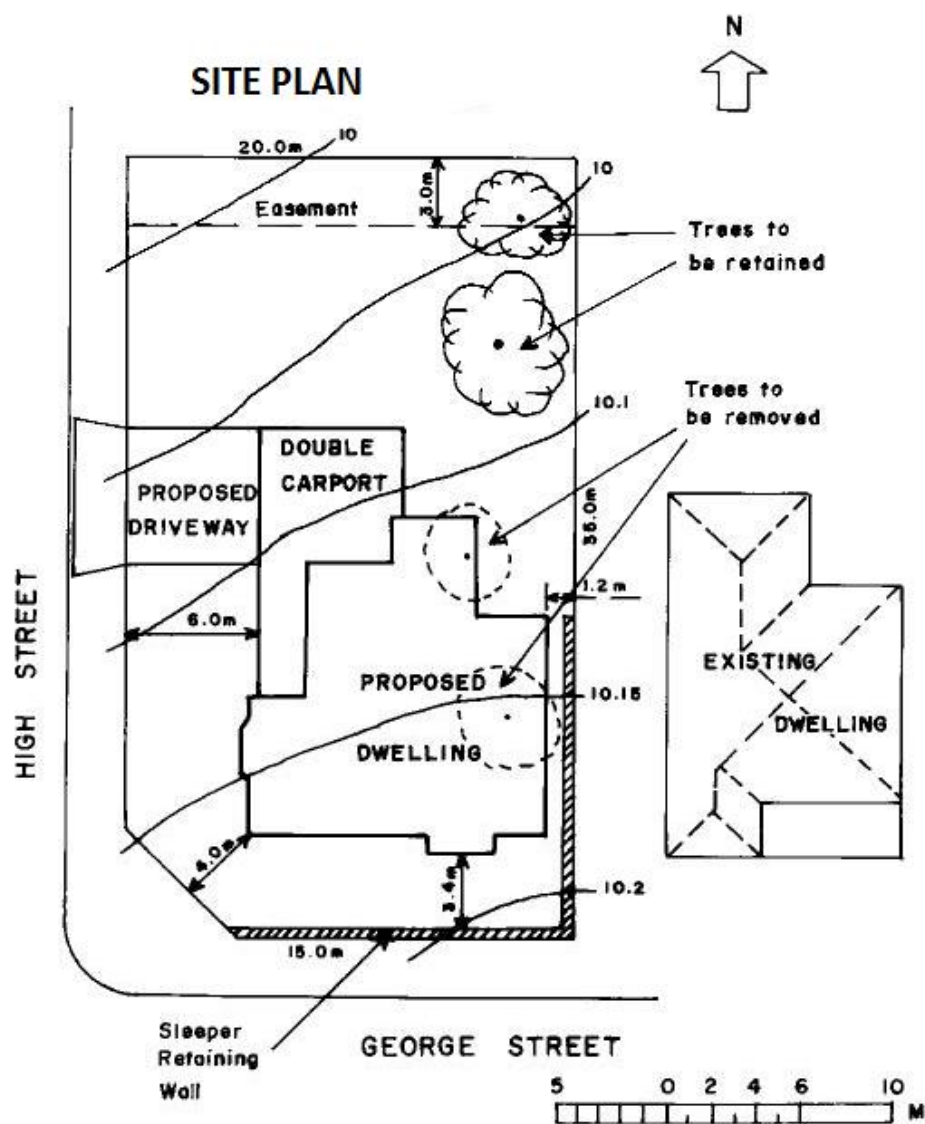 N
SITE PLAN
10
20.0m
10
3.0m
Easement
Trees to
be retained
Trees to
be removed
10.1
DOUBLE
CARPORT
PROPOSED
DRIVEWAY
35.0m
1.2 m
6.0m
HIGH STREET
PROPOSED
DWELLING
10.15
EXISTING
DWELLING
4.0m
3.4m
10.2
15.0m
Sleeper
Retaining
Wall
GEORGE STREET
5 0 2 4 6 10
M